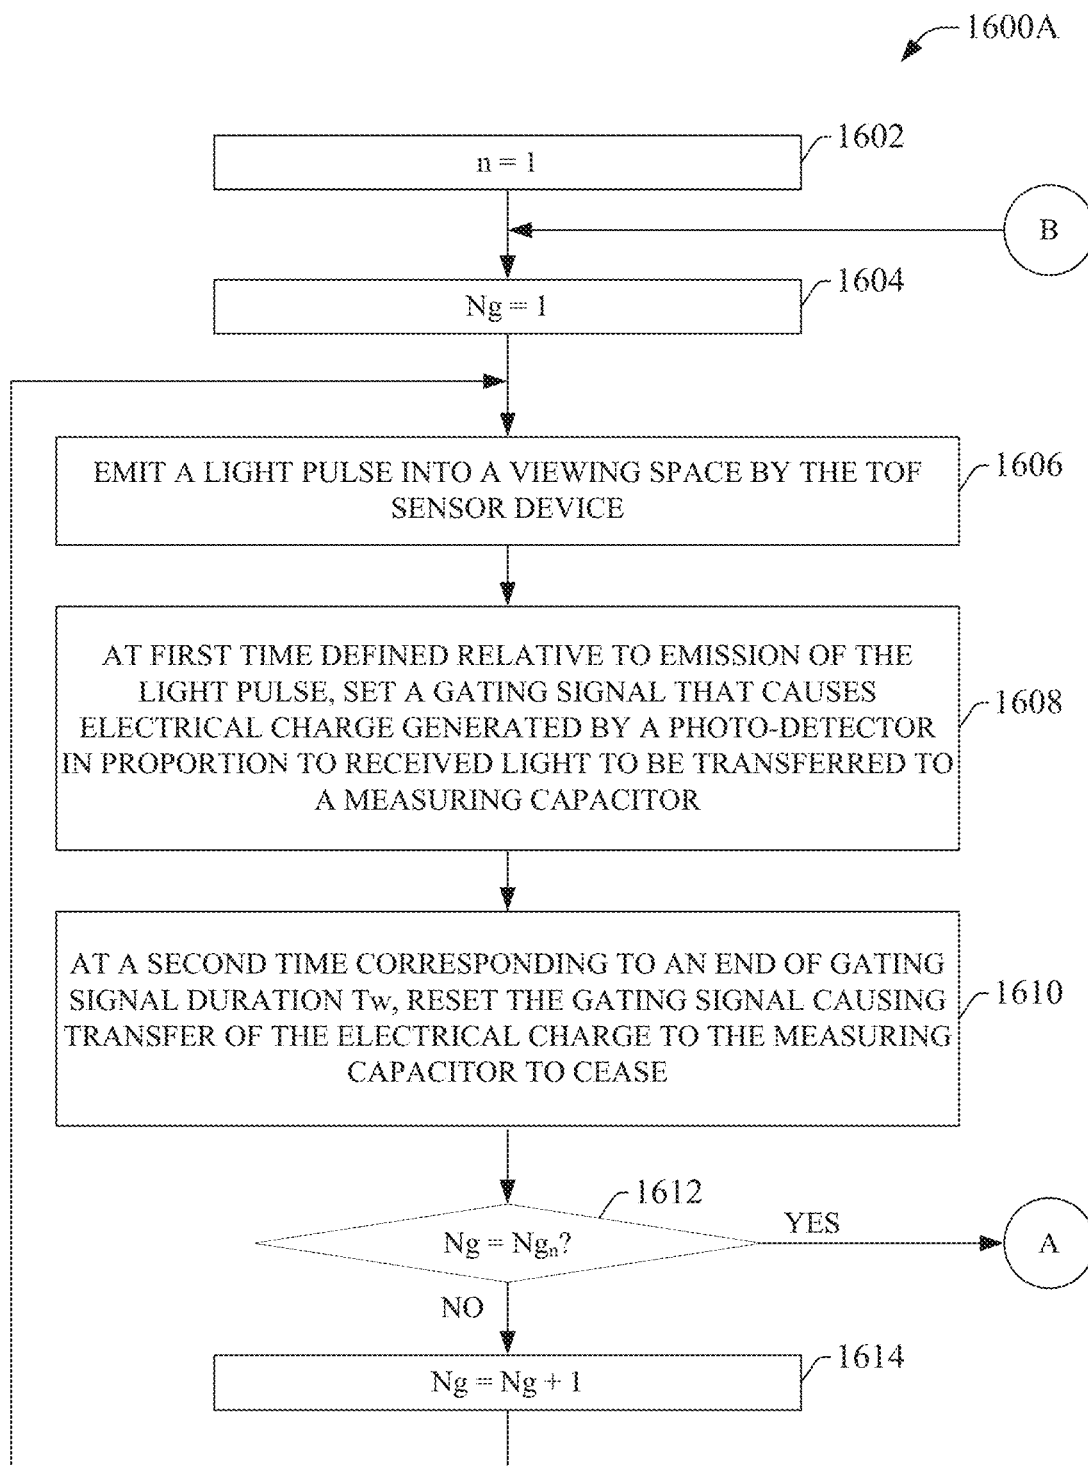 1600A
1602
n = 1
B
1604
Ng = 1
EMIT A LIGHT PULSE INTO A VIEWING SPACE BY THE TOF
SENSOR DEVICE
1606
AT FIRST TIME DEFINED RELATIVE TO EMISSION OF THE
LIGHT PULSE, SET A GATING SIGNAL THAT CAUSES
ELECTRICAL CHARGE GENERATED BY A PHOTO-DETECTOR
IN PROPORTION TO RECEIVED LIGHT TO BE TRANSFERRED TO
A MEASURING CAPACITOR
1608
AT A SECOND TIME CORRESPONDING TO AN END OF GATING
SIGNAL DURATION Tw, RESET THE GATING SIGNAL CAUSING
TRANSFER OF THE ELECTRICAL CHARGE TO THE MEASURING
CAPACITOR TO CEASE
1610
1612
Ng = Ngₙ?
YES
A
NO
1614
Ng = Ng + 1